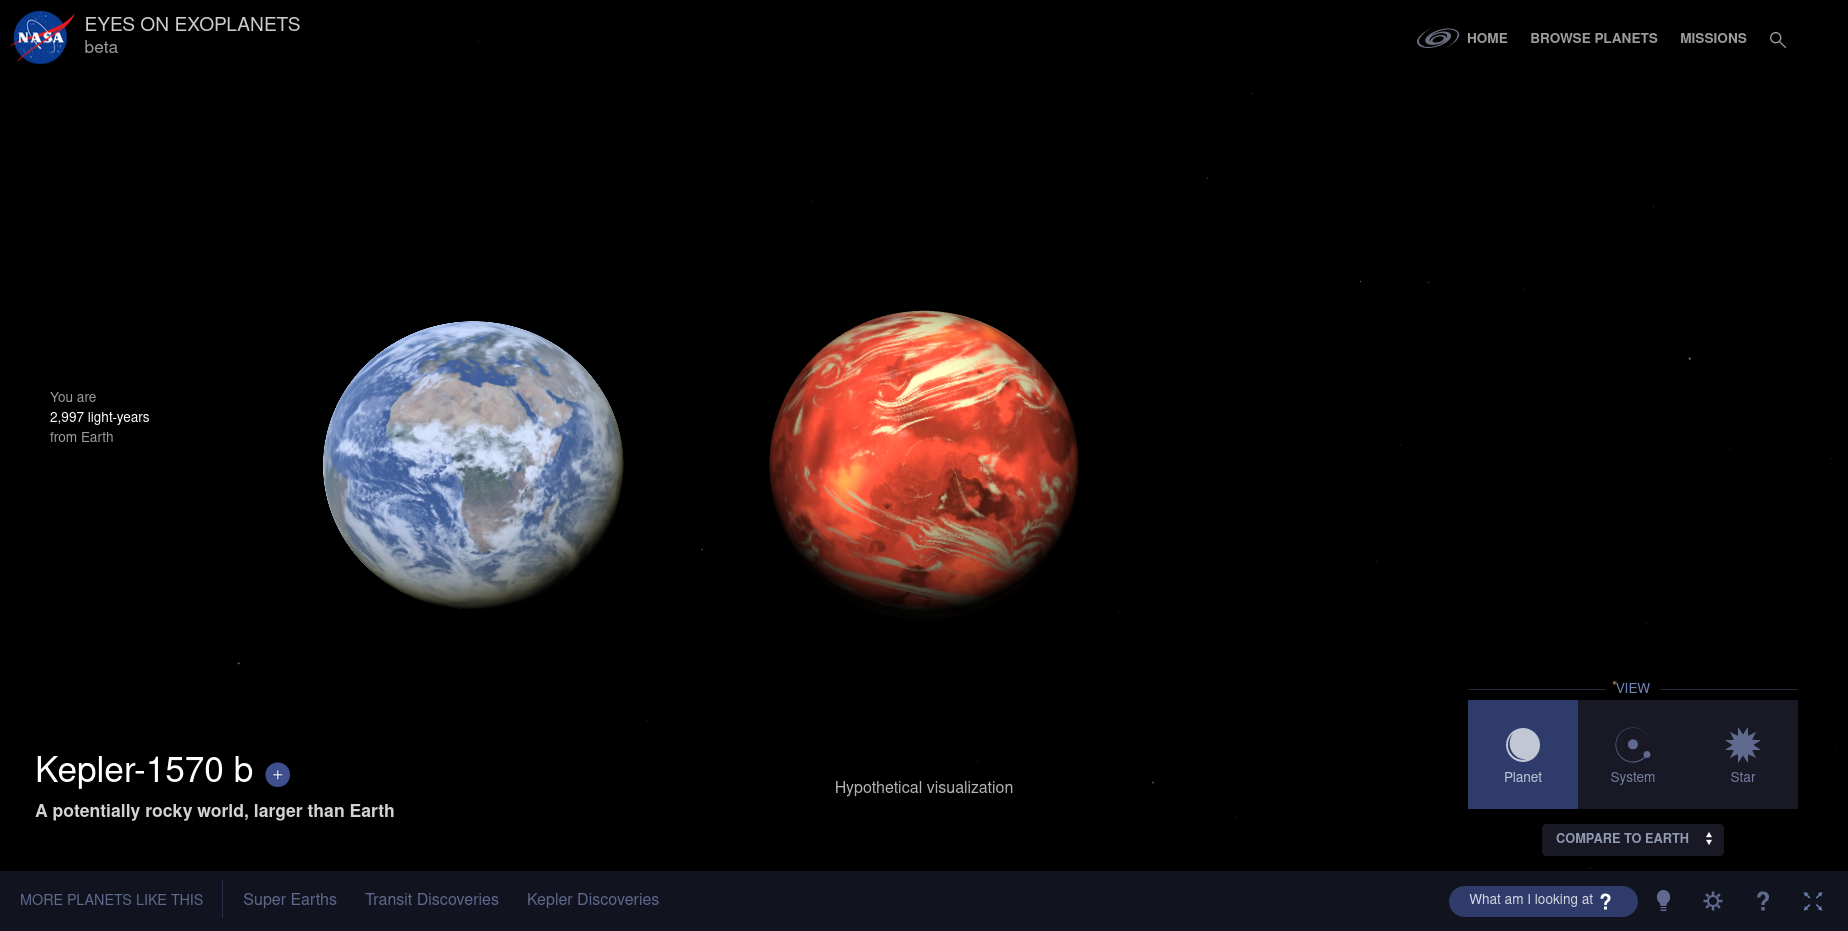 NASA
EYES ON EXOPLANETS
beta
HOME BROWSE PLANETS MISSIONS
You are
2,997 light-years
from Earth
VIEW
Planet System Star
Kepler-1570 b +
A potentially rocky world, larger than Earth
Hypothetical visualization
COMPARE TO EARTH
MORE PLANETS LIKE THIS Super Earths Transit Discoveries Kepler Discoveries
What am I looking at ? ?